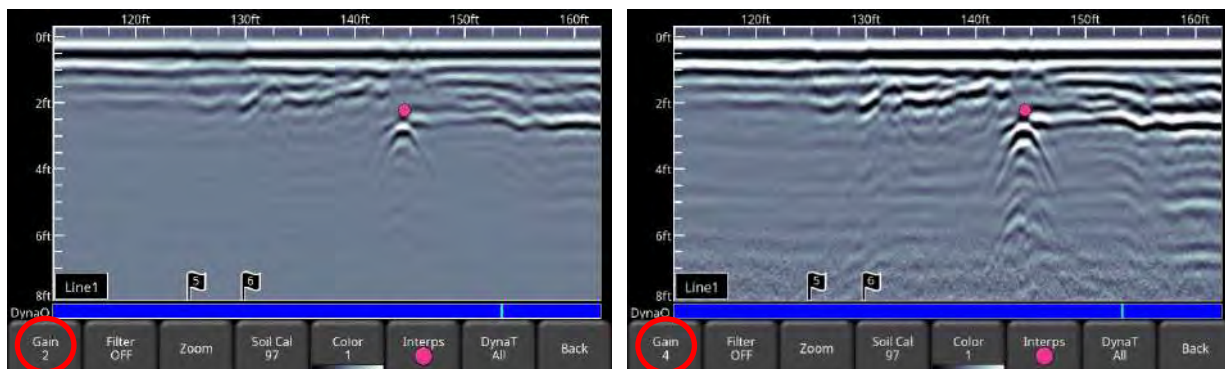 120ft 130ft 140ft 150ft 160ft
0ft
2ft
4ft
6ft
5 6
Line1
8ft
DynaQ
Gain
2
Filter
OFF
Zoom
Soil Cal
97
Color
1
Interps
DynaT
All
Back
120ft 130ft 140ft 150ft 160ft
0ft
2ft
4ft
6ft
5 6
Line1
8ft
DynaQ
Gain
4
Filter
OFF
Zoom
Soil Cal
97
Color
1
Interps
DynaT
All
Back